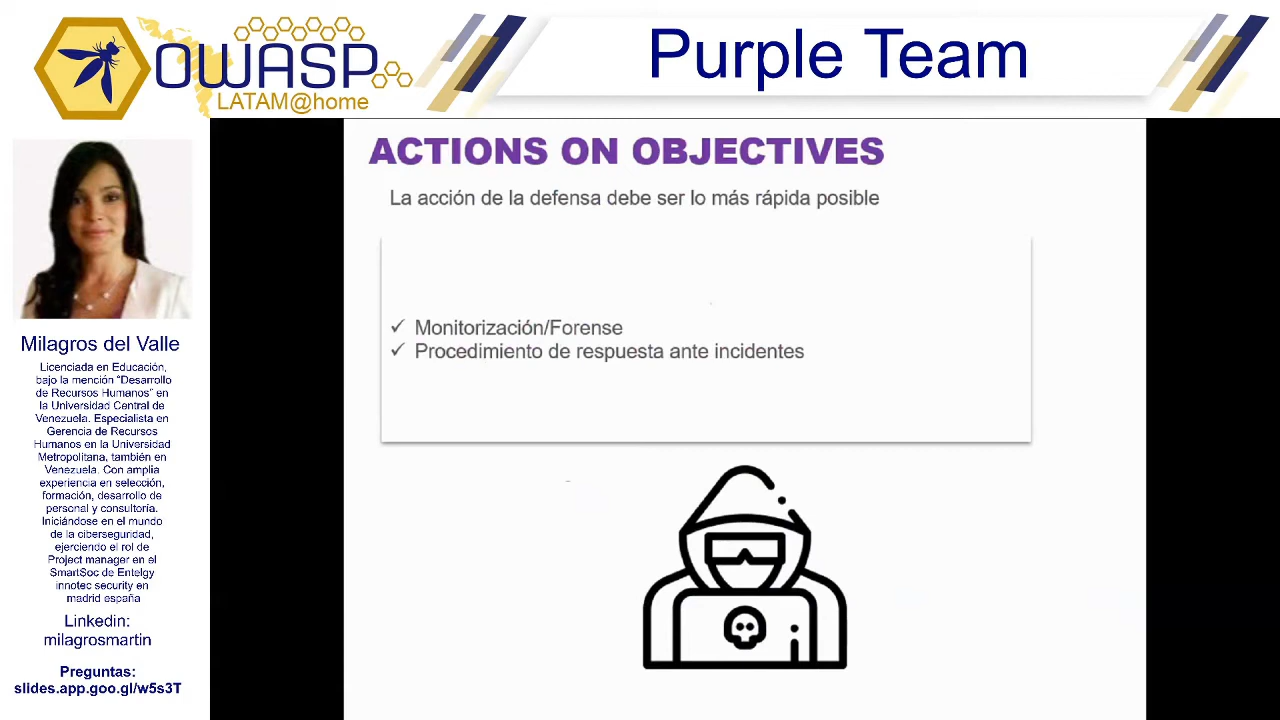 OWASP
LATAM@home
Purple Team
Milagros del Valle
Licenciada en Educación,
bajo la mención “Desarrollo
de Recursos Humanos” en
la Universidad Central de
Venezuela. Especialista en
Gerencia de Recursos
Humanos en la Universidad
Metropolitana, también en
Venezuela. Con amplia
experiencia en selección,
formación, desarrollo de
personal y consultoría.
Iniciándose en el mundo
de la ciberseguridad,
ejerciendo el rol de
Project manager en el
SmartSoc de Entelgy
innotec security en
madrid españa
Linkedin:
milagrosmartin
Preguntas:
slides.app.goo.gl/w5s3T
ACTIONS ON OBJECTIVES
La acción de la defensa debe ser lo más rápida posible
✓ Monitorización/Forense
✓ Procedimiento de respuesta ante incidentes